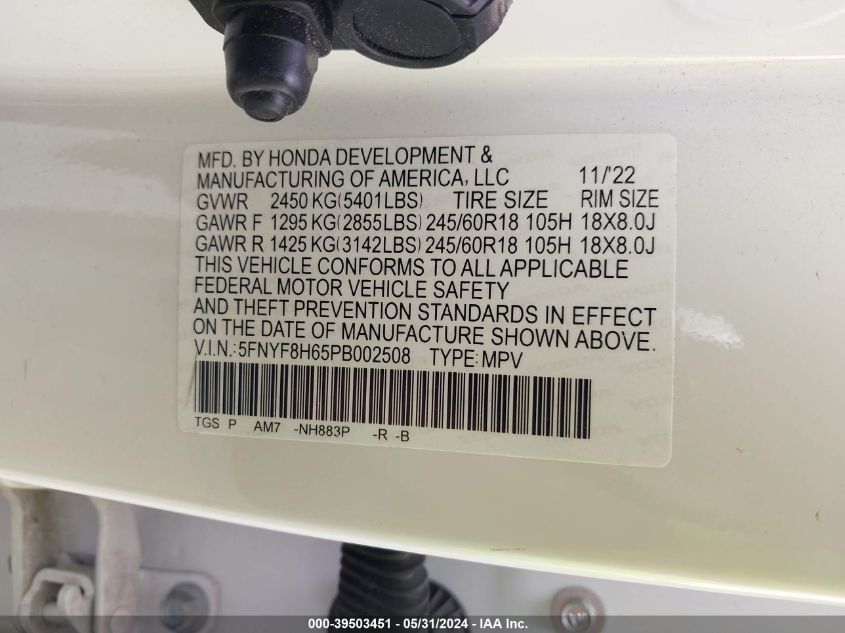 MFD. BY HONDA DEVELOPMENT &
MANUFACTURING OF AMERICA, LLC 11/'22
GVWR 2450 KG(5401LBS) TIRE SIZE RIM SIZE
GAWR F 1295 KG(2855LBS) 245/60R18 105H 18X8.0J
GAWR R 1425 KG(3142LBS) 245/60R18 105H 18X8.0J
THIS VEHICLE CONFORMS TO ALL APPLICABLE
FEDERAL MOTOR VEHICLE SAFETY
AND THEFT PREVENTION STANDARDS IN EFFECT
ON THE DATE OF MANUFACTURE SHOWN ABOVE.
V.I.N.:5FNYF8H65PB002508 TYPE:MPV
TGS P AM7 -NH883P -R -B
000-39503451 - 05/31/2024 - IAA Inc.